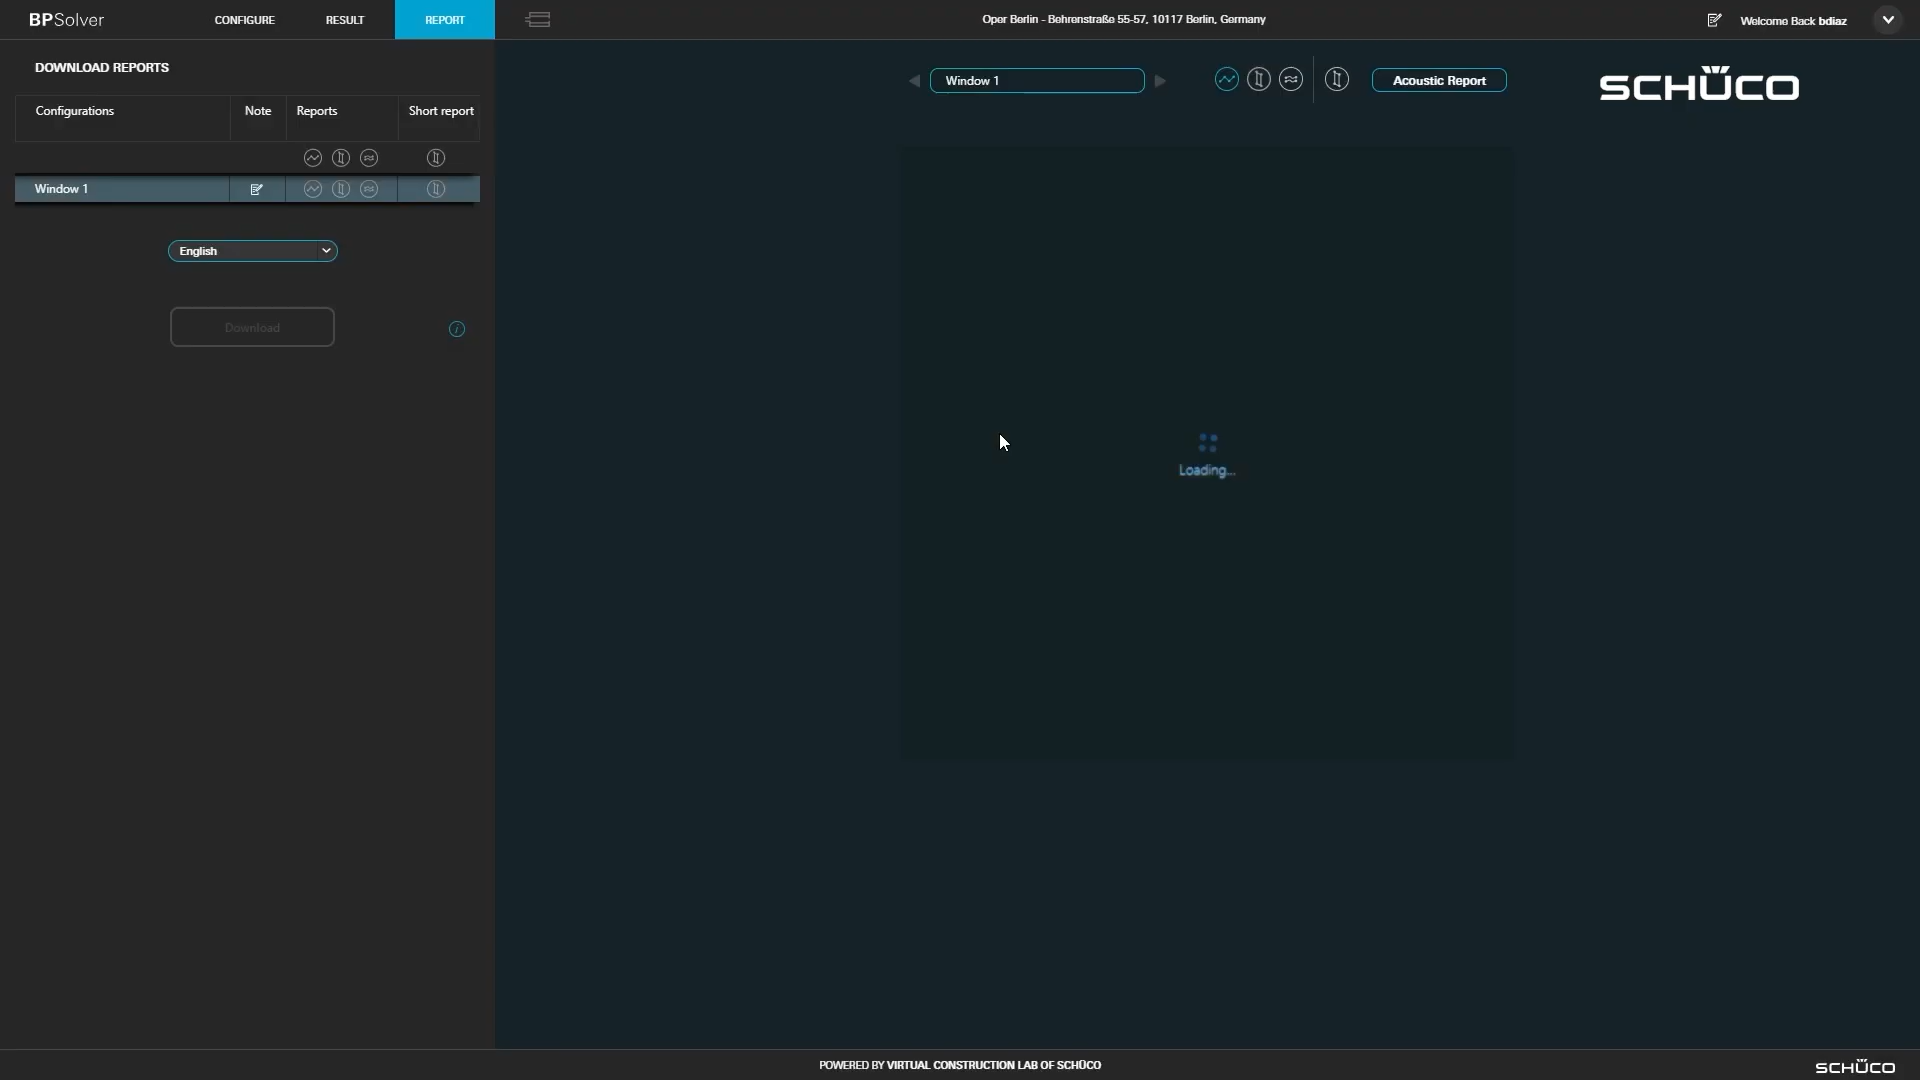 BPSolver
CONFIGURE
RESULT
REPORT
Oper Berlin - Behrenstraße 55-57, 10117 Berlin, Germany
Welcome Back bdiaz
DOWNLOAD REPORTS
Configurations
Note
Reports
Short report
Window 1
English
Download
i
Window 1
Acoustic Report
SCHÜCO
Loading...
POWERED BY VIRTUAL CONSTRUCTION LAB OF SCHÜCO
SCHÜCO